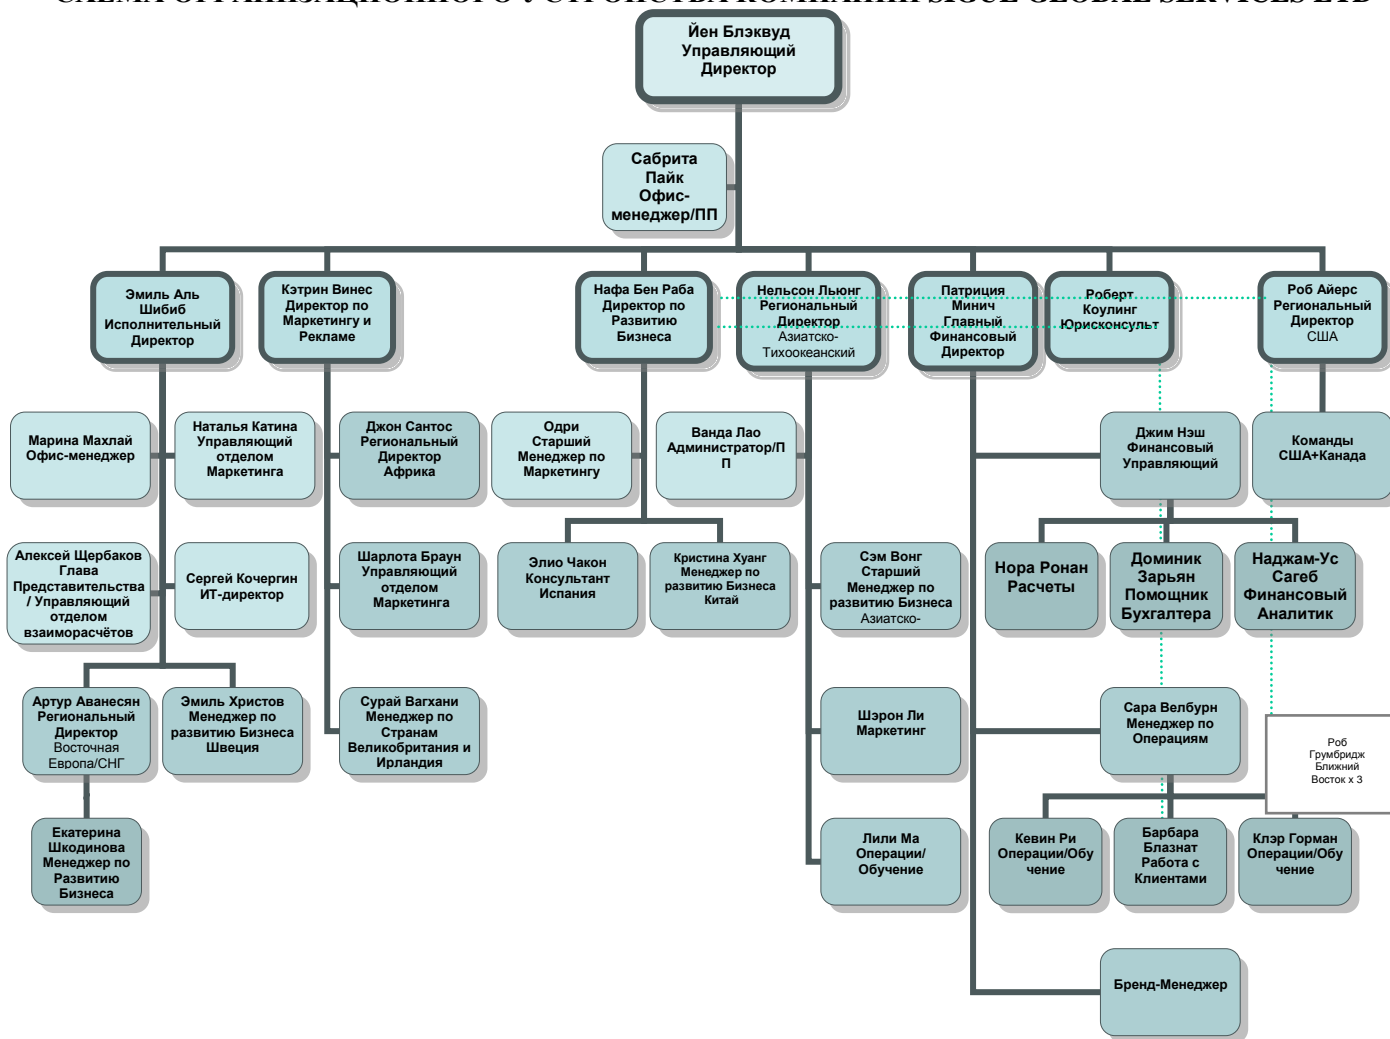 СХЕМА ОРГАНИЗАЦИОННОГО УСТРОЙСТВА КОМПАНИИ SIGUE GLOBAL SERVICES LTD
Йен Блэквуд
Управляющий
Директор
Сабрита
Пайк
Офис-
менеджер/ПП
Эмиль Аль
Шибиб
Исполнительный
Директор
Кэтрин Винес
Директор по
Маркетингу и
Рекламе
Нафа Бен Раба
Директор по
Развитию
Бизнеса
Нельсон Льюнг
Региональный
Директор
Азиатско-
Тихоокеанский
Патриция
Минич
Главный
Финансовый
Директор
Роберт
Коулинг
Юрисконсульт
Роб Айерс
Региональный
Директор
США
Марина Махлай
Офис-менеджер
Наталья Катина
Управляющий
отделом
Маркетинга
Джон Сантос
Региональный
Директор
Африка
Одри
Старший
Менеджер по
Маркетингу
Ванда Лао
Администратор/П
П
Джим Нэш
Финансовый
Управляющий
Команды
США+Канада
Алексей Щербаков
Глава
Представительства
/ Управляющий
отделом
взаиморасчётов
Сергей Кочергин
ИТ-директор
Шарлота Браун
Управляющий
отделом
Маркетинга
Элио Чакон
Консультант
Испания
Кристина Хуанг
Менеджер по
развитию Бизнеса
Китай
Сэм Вонг
Старший
Менеджер по
развитию Бизнеса
Азиатско-
Нора Ронан
Расчеты
Доминик
Зарьян
Помощник
Бухгалтера
Наджам-Ус
Сагеб
Финансовый
Аналитик
Артур Аванесян
Региональный
Директор
Восточная
Европа/СНГ
Эмиль Христов
Менеджер по
развитию Бизнеса
Швеция
Сурай Вагхани
Менеджер по
Странам
Великобритания и
Ирландия
Шэрон Ли
Маркетинг
Сара Велбурн
Менеджер по
Операциям
Роб
Грумбридж
Ближний
Восток x 3
Екатерина
Шкодинова
Менеджер по
Развитию
Бизнеса
Лили Ма
Операции/
Обучение
Кевин Ри
Операции/Обу
чение
Барбара
Блазнат
Работа с
Клиентами
Клэр Горман
Операции/Обу
чение
Бренд-Менеджер